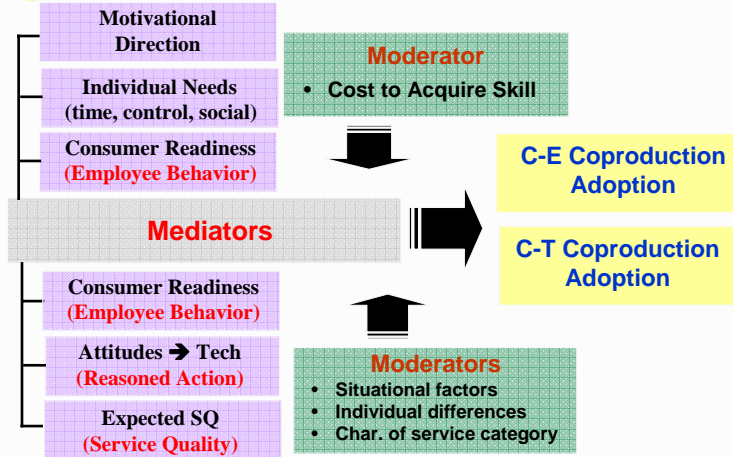 Motivational
Direction
Individual Needs
(time, control, social)
Consumer Readiness
(Employee Behavior)
Mediators
Consumer Readiness
(Employee Behavior)
Attitudes ➔ Tech
(Reasoned Action)
Expected SQ
(Service Quality)
Moderator
• Cost to Acquire Skill
Moderators
• Situational factors
• Individual differences
• Char. of service category
C-E Coproduction
Adoption
C-T Coproduction
Adoption